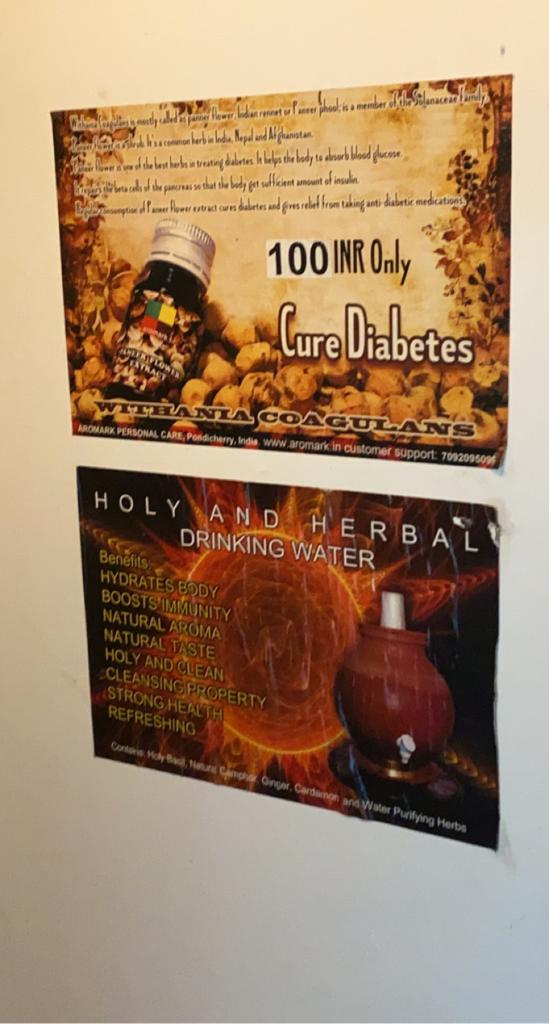 Withania Coagulans is mostly called as panner flower, Indian rennet or Paneer phool, is a member of the Solanaceae Family.
Panner flower is a shrub. It is a common herb in India, Nepal and Afghanistan.
Paneer flower is one of the best herbs in treating diabetes. It helps the body to absorb blood glucose.
It repairs the beta cells of the pancreas so that the body get sufficient amount of insulin.
Regular consumption of Paneer flower extract cures diabetes and gives relief from taking anti-diabetic medications.
100 INR Only
Cure Diabetes
PANEER FLOWER
EXTRACT
WITHANIA COAGULANS
AROMARK PERSONAL CARE, Pondicherry, India. www.aromark.in customer support: 7092095095
HOLY AND HERBAL
DRINKING WATER
Benefits:
HYDRATES BODY
BOOSTS IMMUNITY
NATURAL AROMA
NATURAL TASTE
HOLY AND CLEAN
CLEANSING PROPERTY
STRONG HEALTH
REFRESHING
Contains: Holy Basil, Natural Camphor, Ginger, Cardamon and Water Purifying Herbs